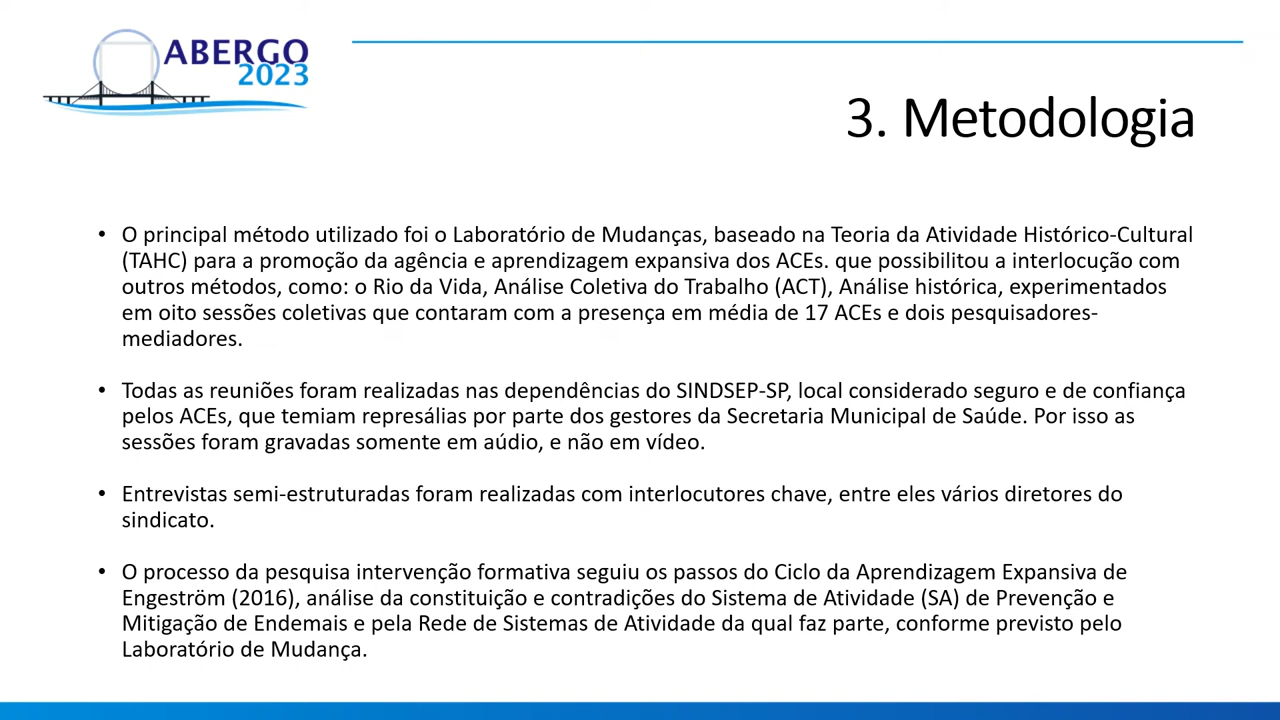 ABERGO
2023
3. Metodologia
• O principal método utilizado foi o Laboratório de Mudanças, baseado na Teoria da Atividade Histórico-Cultural
(TAHC) para a promoção da agência e aprendizagem expansiva dos ACEs. que possibilitou a interlocução com
outros métodos, como: o Rio da Vida, Análise Coletiva do Trabalho (ACT), Análise histórica, experimentados
em oito sessões coletivas que contaram com a presença em média de 17 ACEs e dois pesquisadores-
mediadores.
• Todas as reuniões foram realizadas nas dependências do SINDSEP-SP, local considerado seguro e de confiança
pelos ACEs, que temiam represálias por parte dos gestores da Secretaria Municipal de Saúde. Por isso as
sessões foram gravadas somente em aúdio, e não em vídeo.
• Entrevistas semi-estruturadas foram realizadas com interlocutores chave, entre eles vários diretores do
sindicato.
• O processo da pesquisa intervenção formativa seguiu os passos do Ciclo da Aprendizagem Expansiva de
Engeström (2016), análise da constituição e contradições do Sistema de Atividade (SA) de Prevenção e
Mitigação de Endemais e pela Rede de Sistemas de Atividade da qual faz parte, conforme previsto pelo
Laboratório de Mudança.